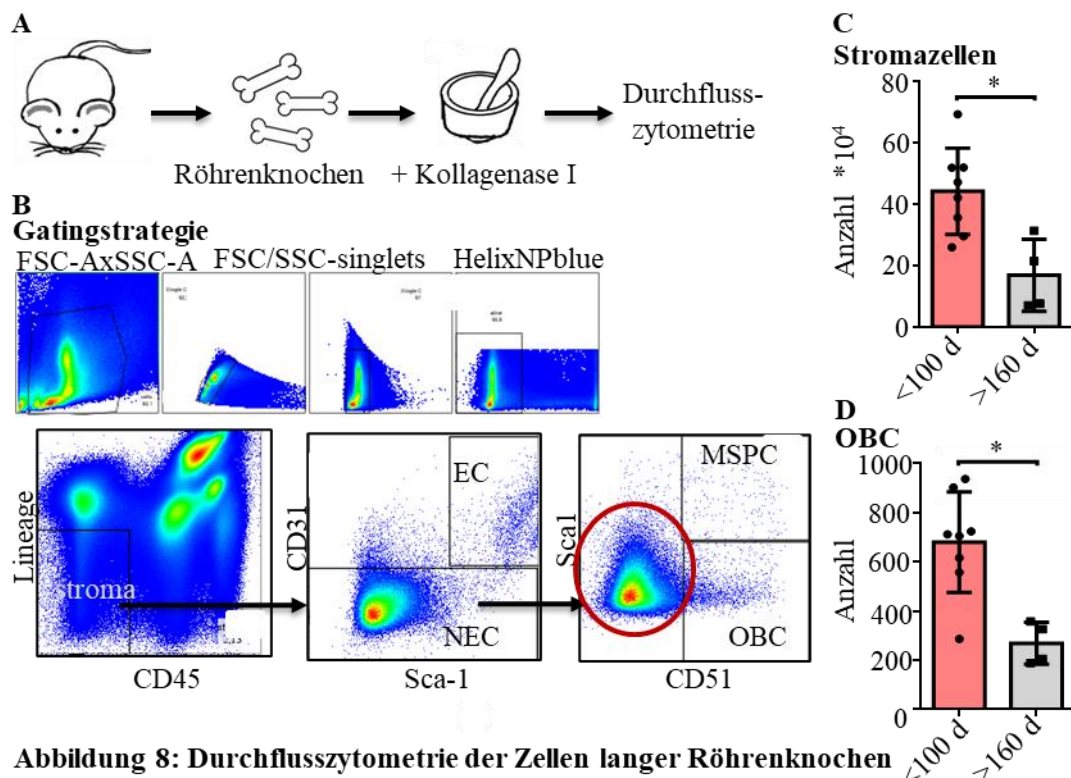 A
Röhrenknochen
+ Kollagenase I
Durchfluss-
zytometrie
B
Gatingstrategie
FSC-AxSSC-A
FSC/SSC-singlets
HelixNPblue
Lineage
stroma
CD45
CD31
EC
NEC
Sca-1
Sca1
MSPC
OBC
CD51
C
Stromazellen
*
Anzahl *10⁴
80
60
40
20
0
<100 d
>160 d
D
OBC
*
Anzahl
1000
800
600
400
200
0
<100 d
>160 d
Abbildung 8: Durchflusszytometrie der Zellen langer Röhrenknochen